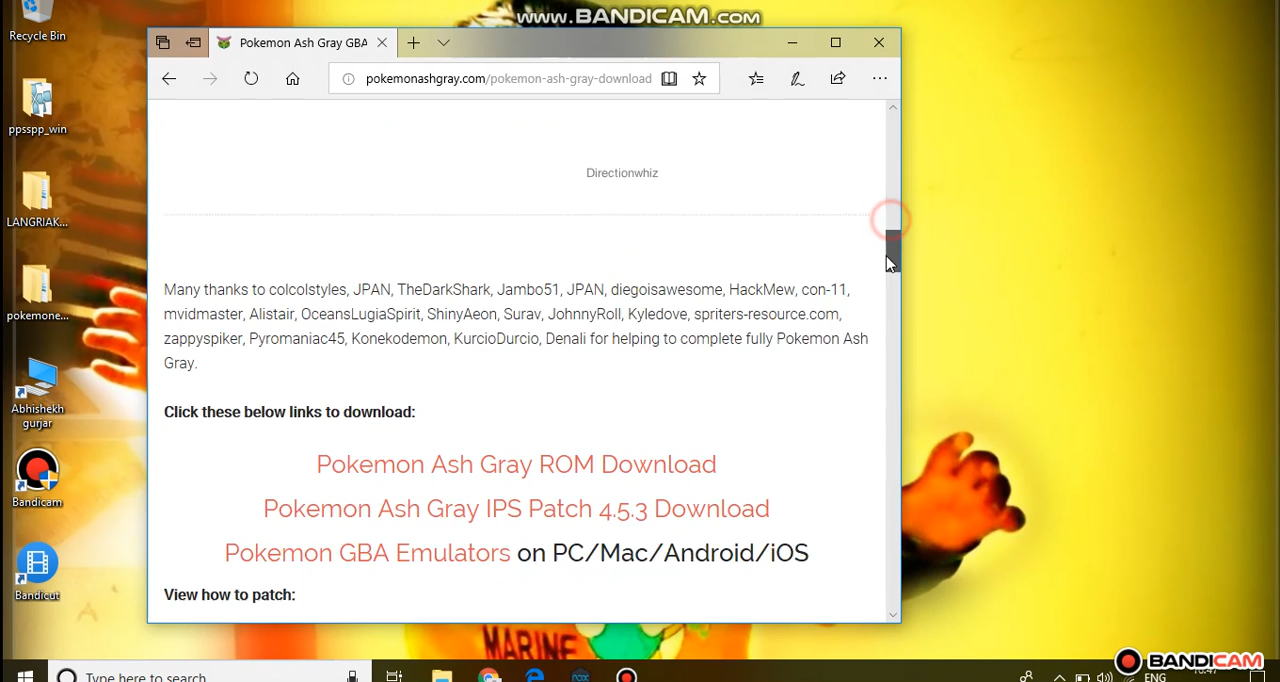 www.BANDICAM.com
Recycle Bin
Pokemon Ash Gray GBA
pokemonashgray.com/pokemon-ash-gray-download
ppsspp_win
Directionwhiz
LANGRIAK...
Many thanks to colcolstyles, JPAN, TheDarkShark, Jambo51, JPAN, diegoisawesome, HackMew, con-11,
mvidmaster, Alistair, OceansLugiaSpirit, ShinyAeon, Surav, JohnnyRoll, Kyledove, spriters-resource.com,
zappyspiker, Pyromaniac45, Konekodemon, KurcioDurcio, Denali for helping to complete fully Pokemon Ash
Gray.
pokemone...
Abhishekh
gurjar
Click these below links to download:
Pokemon Ash Gray ROM Download
Pokemon Ash Gray IPS Patch 4.5.3 Download
Pokemon GBA Emulators on PC/Mac/Android/iOS
View how to patch:
Bandicam
Bandicut
MARINE
BANDICAM
Type here to search
ENG